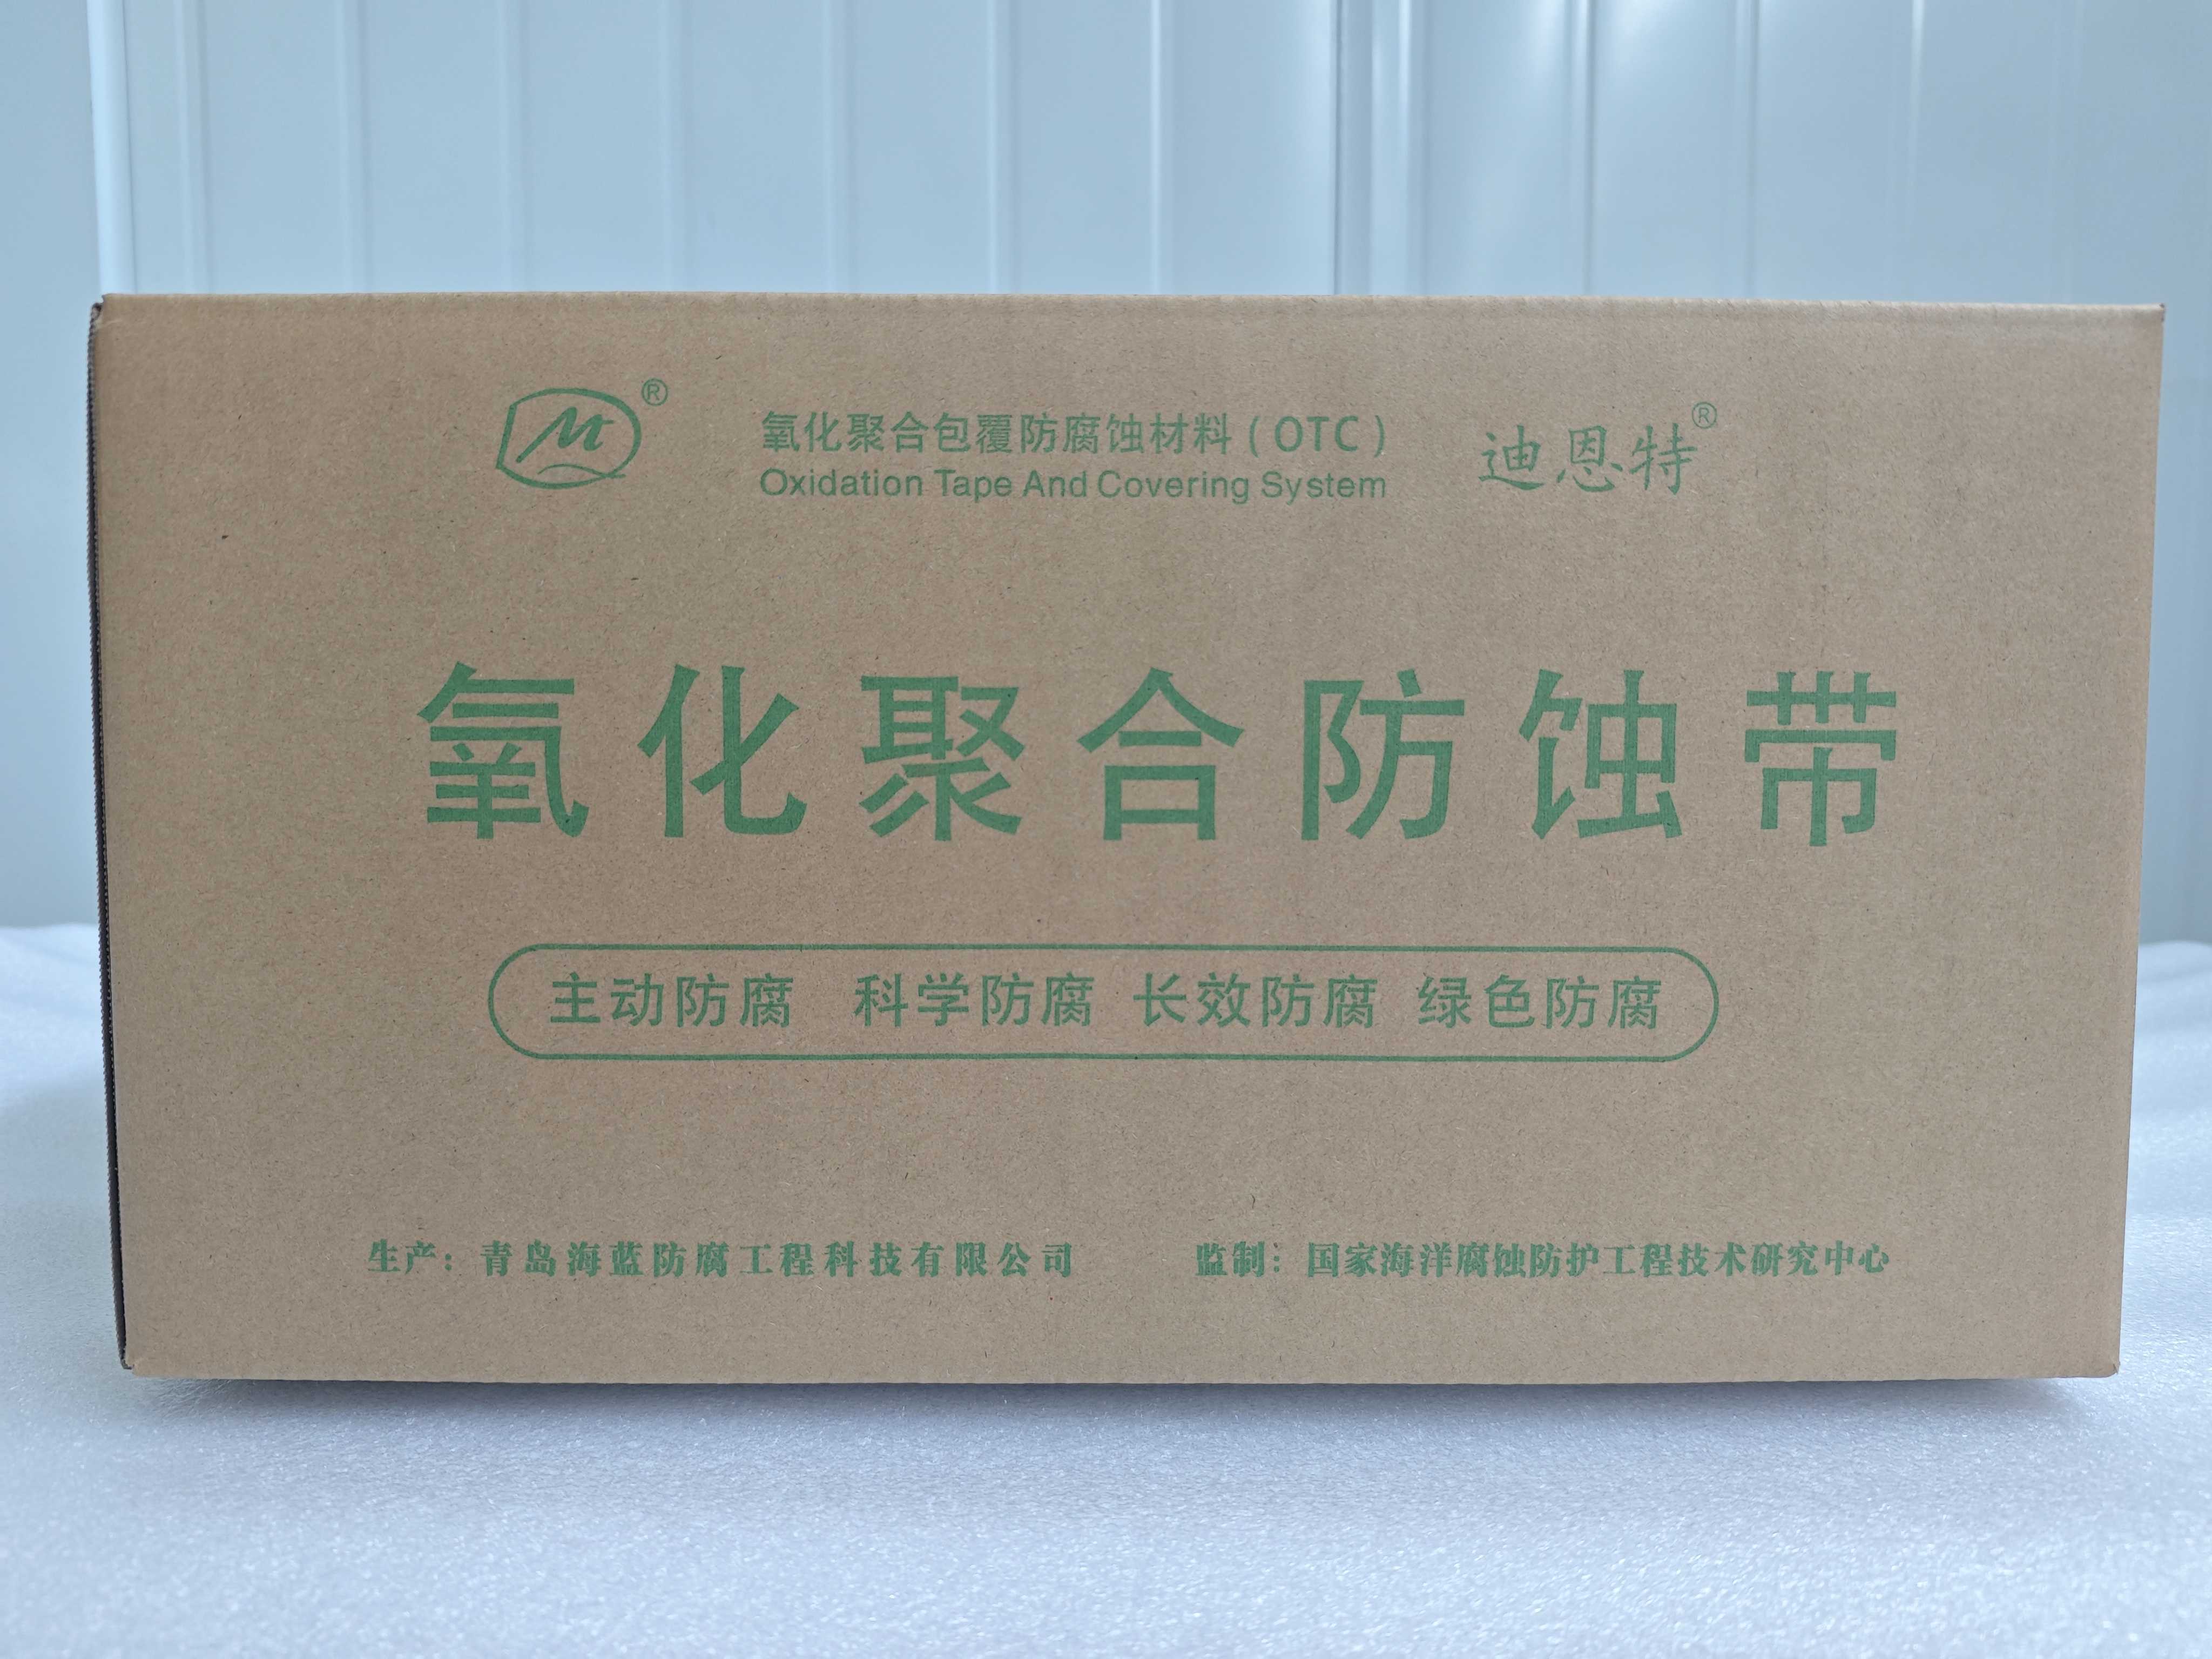 M ®
氧化聚合包覆防腐蚀材料（OTC） 迪恩特®
Oxidation Tape And Covering System
氧化聚合防蚀带
主动防腐 科学防腐 长效防腐 绿色防腐
生产：青岛海蓝防腐工程科技有限公司 监制：国家海洋腐蚀防护工程技术研究中心